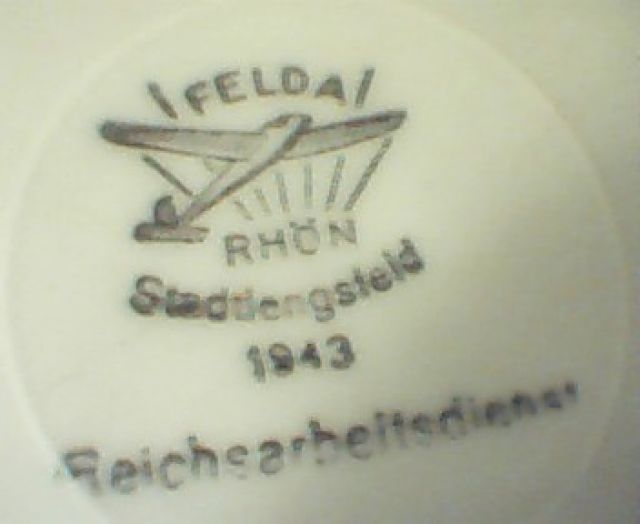 FELDA
RHÖN
Stadtlengsfeld
1943
Reichsarbeitsdienst